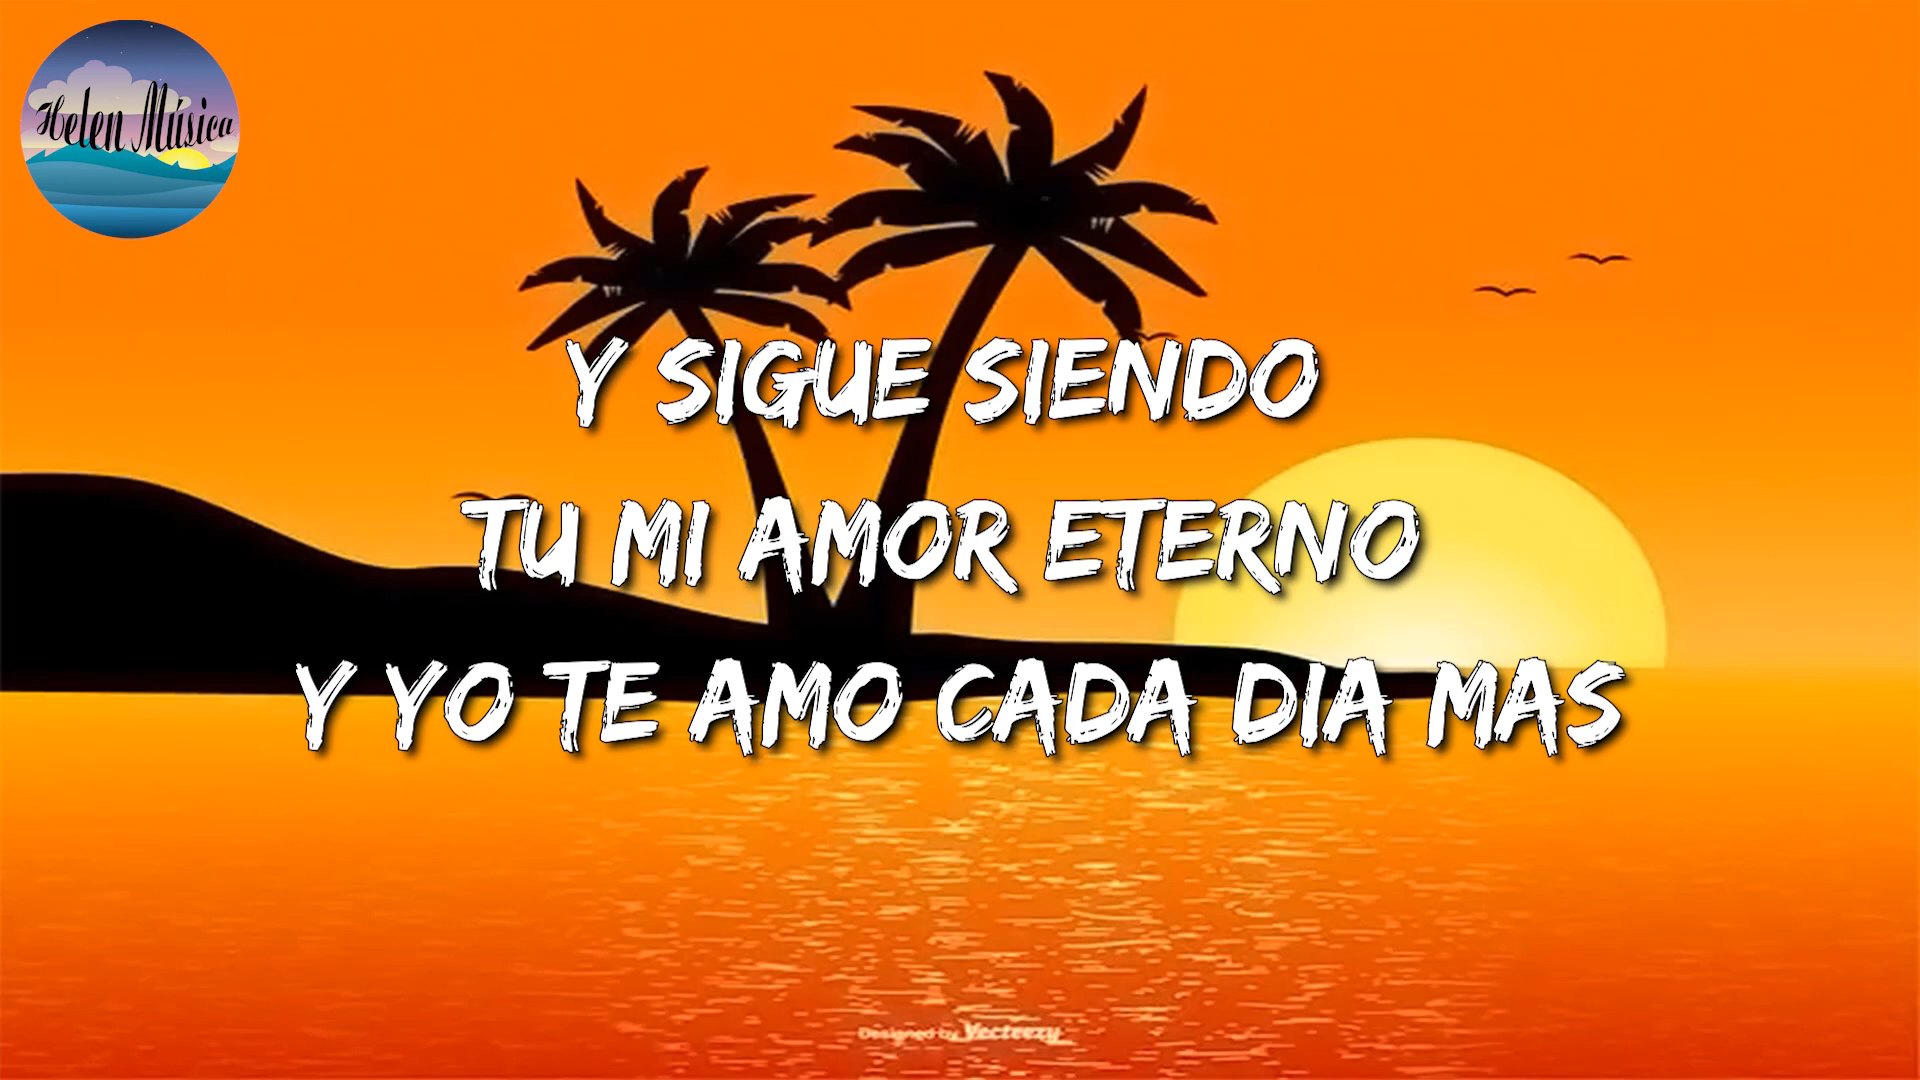 Helen Música
Y SIGUE SIENDO
TU MI AMOR ETERNO
Y YO TE AMO CADA DIA MAS
Designed by Vecteezy